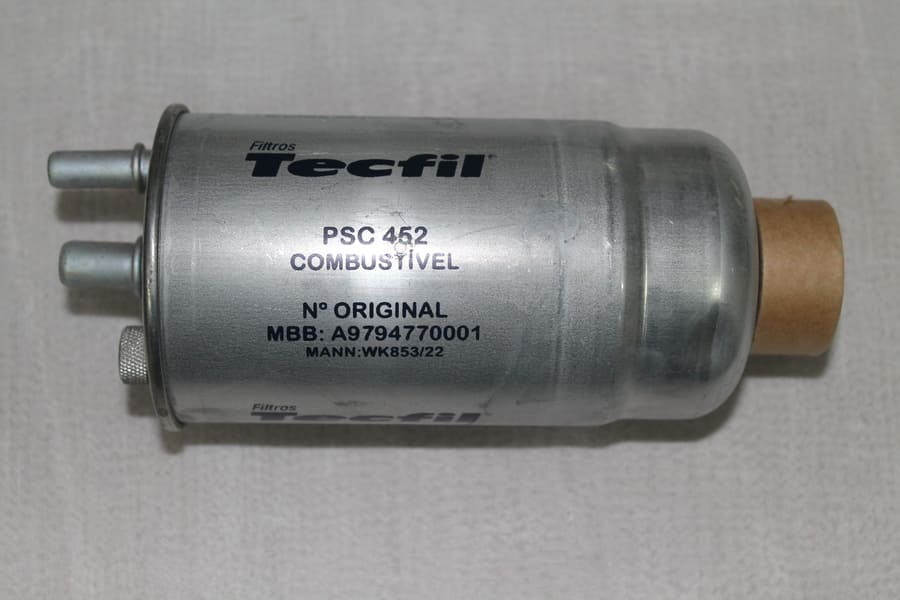 Filtros
Tecfil
PSC 452
COMBUSTÍVEL
Nº ORIGINAL
MBB: A9794770001
MANN:WK853/22
Filtros
Tecfil